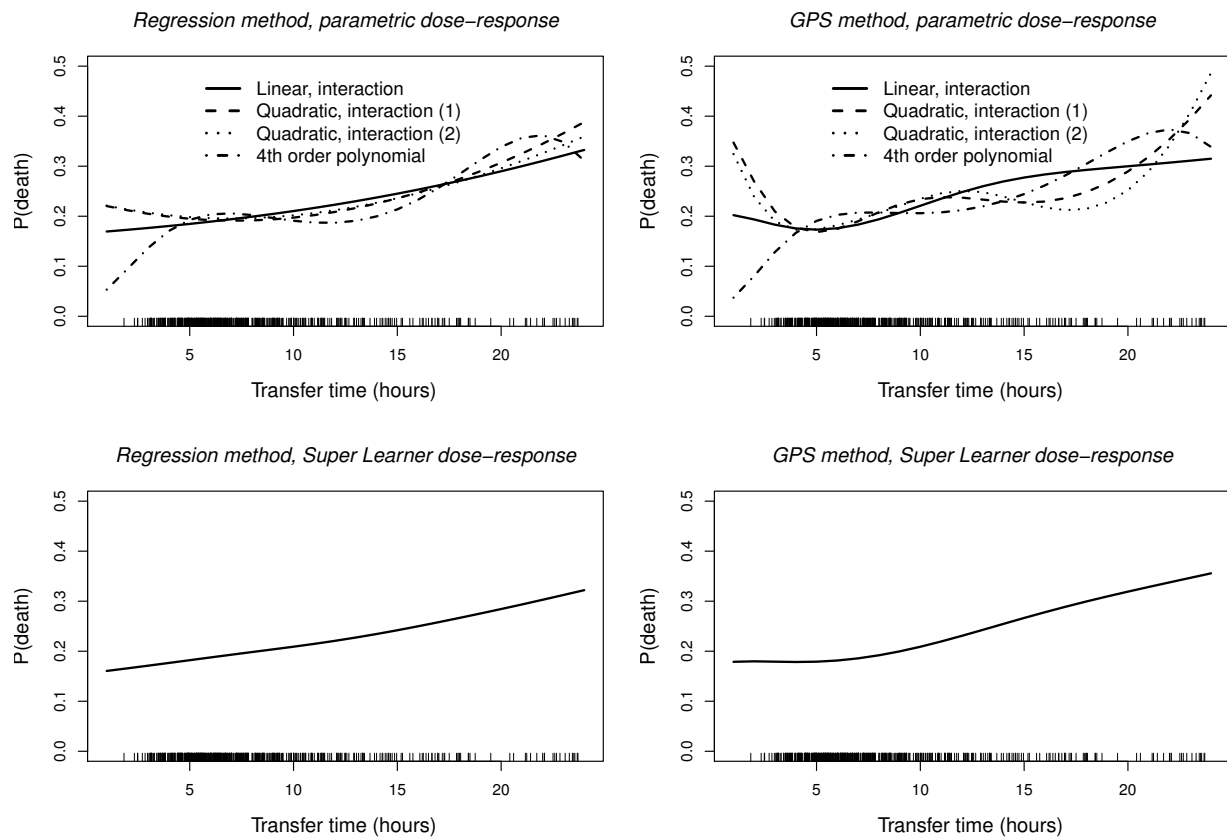 Regression method, parametric dose−response
P(death)
0.0 0.1 0.2 0.3 0.4 0.5
Linear, interaction
Quadratic, interaction (1)
Quadratic, interaction (2)
4th order polynomial
5 10 15 20
Transfer time (hours)
GPS method, parametric dose−response
P(death)
0.0 0.1 0.2 0.3 0.4 0.5
Linear, interaction
Quadratic, interaction (1)
Quadratic, interaction (2)
4th order polynomial
5 10 15 20
Transfer time (hours)
Regression method, Super Learner dose−response
P(death)
0.0 0.1 0.2 0.3 0.4 0.5
5 10 15 20
Transfer time (hours)
GPS method, Super Learner dose−response
P(death)
0.0 0.1 0.2 0.3 0.4 0.5
5 10 15 20
Transfer time (hours)